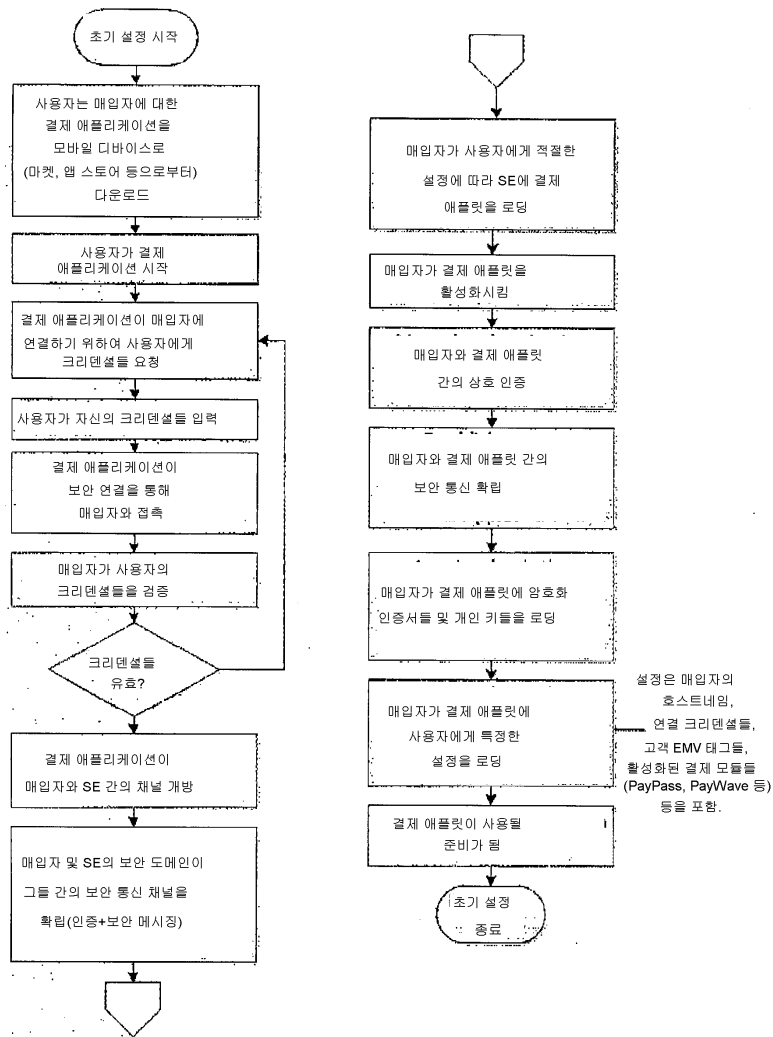 초기 설정 시작
사용자는 매입자에 대한
결제 애플리케이션을
모바일 디바이스로
(마켓, 앱 스토어 등으로부터)
다운로드
사용자가 결제
애플리케이션 시작
결제 애플리케이션이 매입자에
연결하기 위하여 사용자에게
크리덴셜들 요청
사용자가 자신의 크리덴셜들 입력
결제 애플리케이션이
보안 연결을 통해
매입자와 접촉
매입자가 사용자의
크리덴셜들을 검증
크리덴셜들
유효?
결제 애플리케이션이
매입자와 SE 간의 채널 개방
매입자 및 SE의 보안 도메인이
그들 간의 보안 통신 채널을
확립(인증+보안 메시징)
매입자가 사용자에게 적절한
설정에 따라 SE에 결제
애플릿을 로딩
매입자가 결제 애플릿을
활성화시킴
매입자와 결제 애플릿
간의 상호 인증
매입자와 결제 애플릿 간의
보안 통신 확립
매입자가 결제 애플릿에 암호화
인증서들 및 개인 키들을 로딩
매입자가 결제 애플릿에
사용자에게 특정한
설정을 로딩
설정은 매입자의
호스트네임,
연결 크리덴셜들,
고객 EMV 태그들,
활성화된 결제 모듈들
(PayPass, PayWave 등)
등을 포함.
결제 애플릿이 사용될
준비가 됨
초기 설정
종료